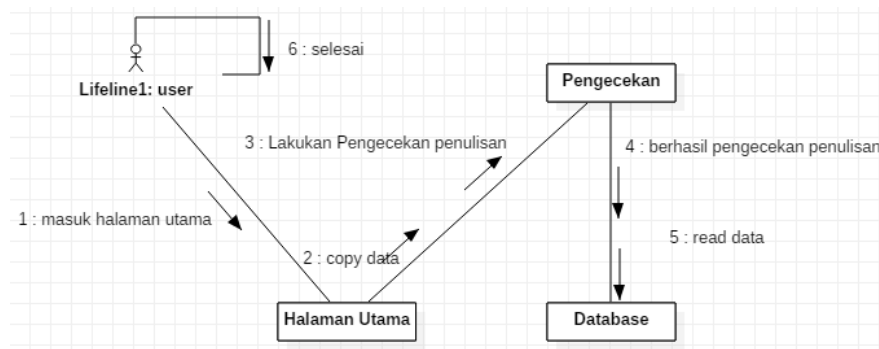 6 : selesai
Lifeline1: user
Pengecekan
3 : Lakukan Pengecekan penulisan
4 : berhasil pengecekan penulisan
1 : masuk halaman utama
5 : read data
2 : copy data
Halaman Utama
Database